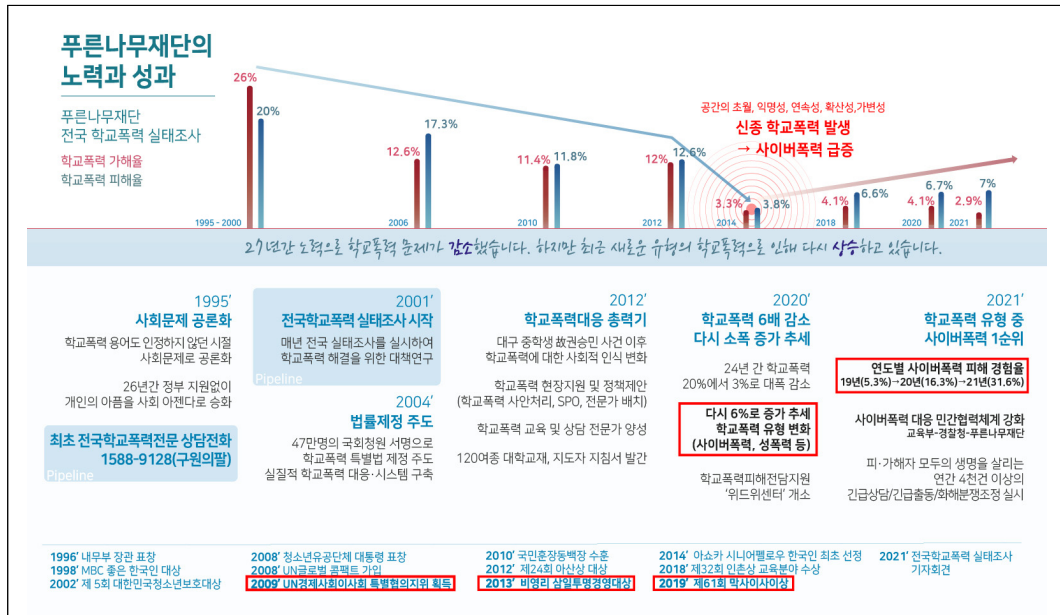 푸른나무재단의
노력과 성과
푸른나무재단
전국 학교폭력 실태조사
학교폭력 가해율
학교폭력 피해율
26%
20%
12.6%
17.3%
11.4%
11.8%
12%
12.6%
3.3%
3.8%
4.1%
6.6%
4.1%
6.7%
2.9%
7%
공간의 초월, 익명성, 연속성, 확산성,가변성
신종 학교폭력 발생
→ 사이버폭력 급증
1995 - 2000
2006
2010
2012
2014
2018
2020
2021
27년간 노력으로 학교폭력 문제가 감소했습니다. 하지만 최근 새로운 유형의 학교폭력으로 인해 다시 상승하고 있습니다.
1995'
사회문제 공론화
학교폭력 용어도 인정하지 않던 시절
사회문제로 공론화
26년간 정부 지원없이
개인의 아픔을 사회 아젠다로 승화
최초 전국학교폭력전문 상담전화
1588-9128(구원의팔)
Pipeline
2001'
전국학교폭력 실태조사 시작
매년 전국 실태조사를 실시하여
학교폭력 해결을 위한 대책연구
Pipeline
2004'
법률제정 주도
47만명의 국회청원 서명으로
학교폭력 특별법 제정 주도
실질적 학교폭력 대응·시스템 구축
2012'
학교폭력대응 총력기
대구 중학생 故권승민 사건 이후
학교폭력에 대한 사회적 인식 변화
학교폭력 현장지원 및 정책제안
(학교폭력 사안처리, SPO, 전문가 배치)
학교폭력 교육 및 상담 전문가 양성
120여종 대학교재, 지도자 지침서 발간
2020'
학교폭력 6배 감소
다시 소폭 증가 추세
24년 간 학교폭력
20%에서 3%로 대폭 감소
다시 6%로 증가 추세
학교폭력 유형 변화
(사이버폭력, 성폭력 등)
학교폭력피해전담지원
'위드위센터' 개소
2021'
학교폭력 유형 중
사이버폭력 1순위
연도별 사이버폭력 피해 경험율
19년(5.3%)→20년(16.3%)→21년(31.6%)
사이버폭력 대응 민간협력체계 강화
교육부-경찰청-푸른나무재단
피·가해자 모두의 생명을 살리는
연간 4천건 이상의
긴급상담/긴급출동/화해분쟁조정 실시
1996' 내무부 장관 표창
1998' MBC 좋은 한국인 대상
2002' 제 5회 대한민국청소년보호대상
2008' 청소년유공단체 대통령 표창
2008' UN글로벌 콤팩트 가입
2009' UN경제사회이사회 특별협의지위 획득
2010' 국민훈장동백장 수훈
2012' 제24회 아산상 대상
2013' 비영리 삼일투명경영대상
2014' 아쇼카 시니어펠로우 한국인 최초 선정
2018' 제32회 인촌상 교육분야 수상
2019' 제61회 막사이사이상
2021' 전국학교폭력 실태조사
기자회견